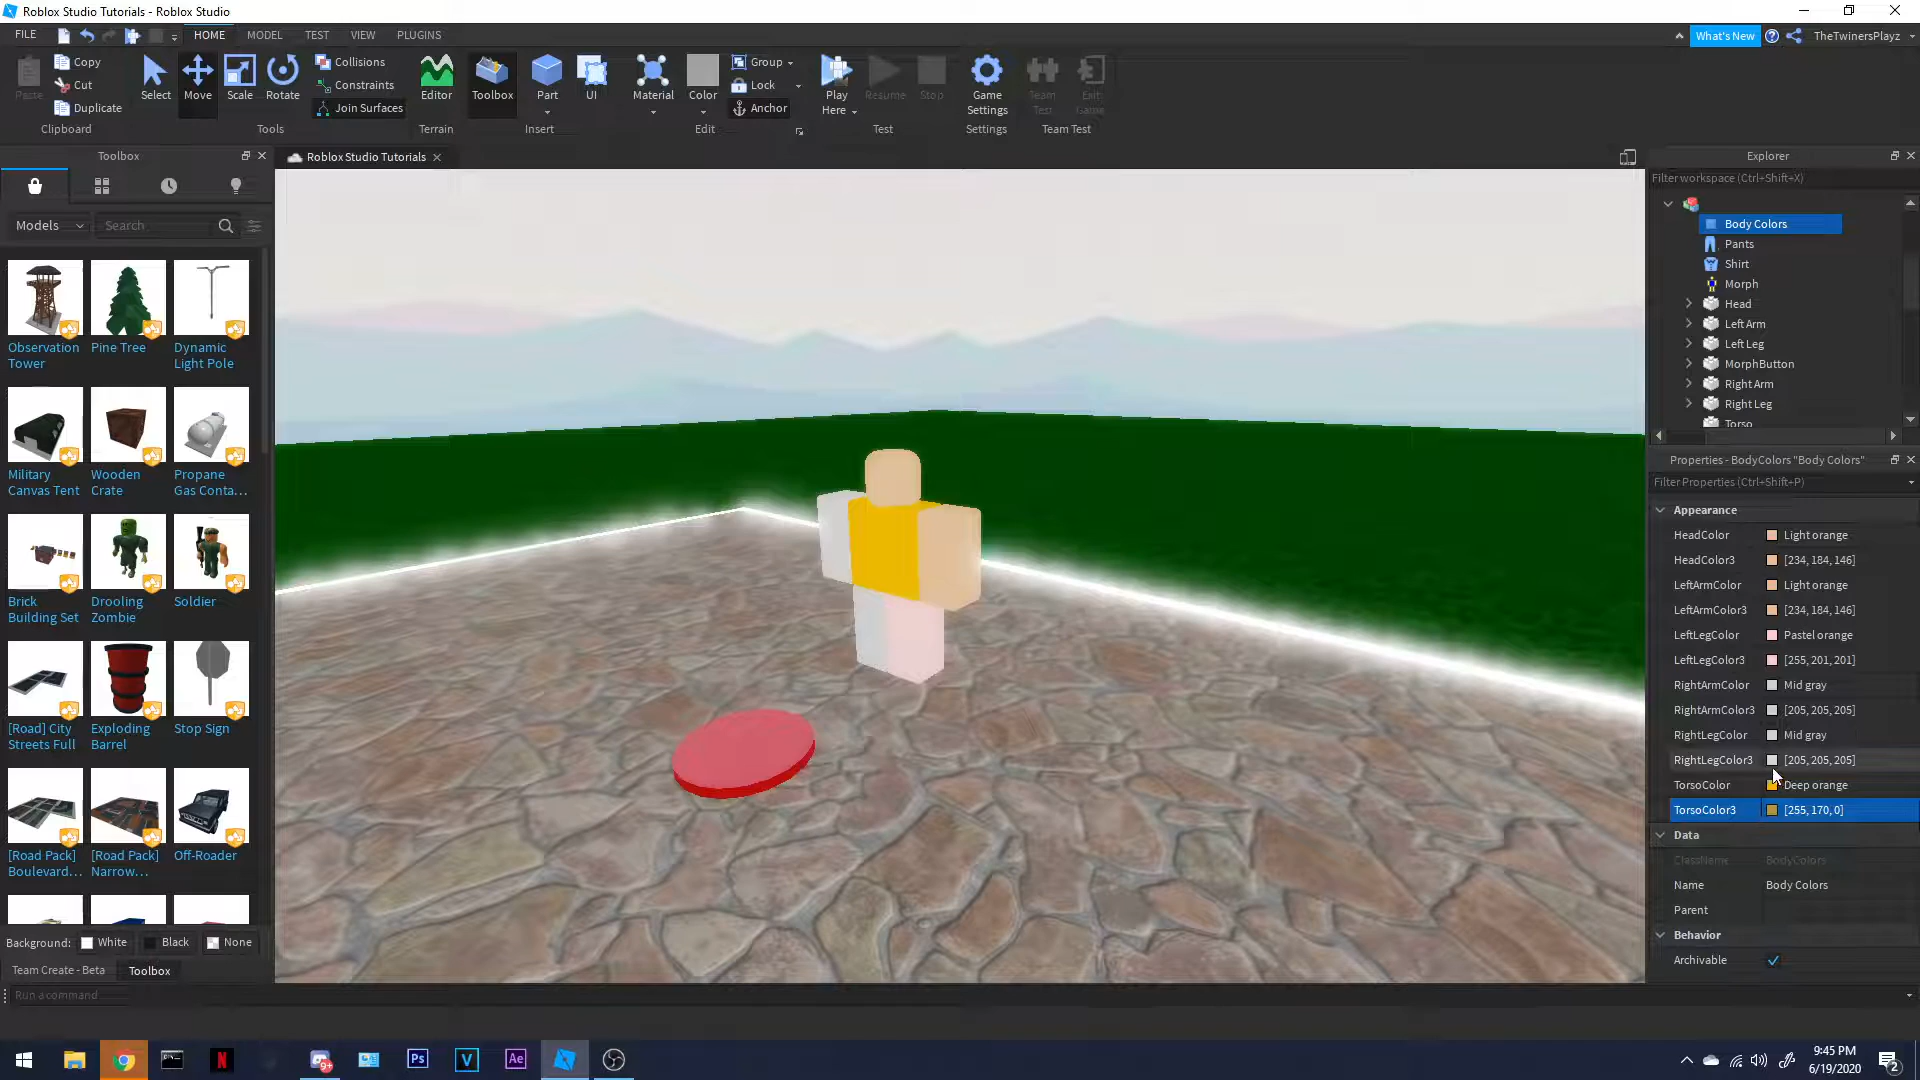 Roblox Studio Tutorials - Roblox Studio
FILE
HOME
MODEL
TEST
VIEW
PLUGINS
What's New
TheTwinersPlayz
Paste
Copy
Cut
Duplicate
Clipboard
Select
Move
Scale
Rotate
Collisions
Constraints
Join Surfaces
Tools
Editor
Terrain
Toolbox
Part
UI
Insert
Material
Color
Group
Lock
Anchor
Edit
Play
Here
Resume
Stop
Test
Game
Settings
Settings
Team
Test
Exit
Game
Team Test
Toolbox
Models
Search
Observation
Tower
Pine Tree
Dynamic
Light Pole
Military
Canvas Tent
Wooden
Crate
Propane
Gas Conta...
Brick
Building Set
Drooling
Zombie
Soldier
[Road] City
Streets Full
Exploding
Barrel
Stop Sign
[Road Pack]
Boulevard...
[Road Pack]
Narrow...
Off-Roader
Background:
White
Black
None
Team Create - Beta
Toolbox
Run a command
Roblox Studio Tutorials
Explorer
Filter workspace (Ctrl+Shift+X)
Body Colors
Pants
Shirt
Morph
Head
Left Arm
Left Leg
MorphButton
Right Arm
Right Leg
Torso
Properties - BodyColors "Body Colors"
Filter Properties (Ctrl+Shift+P)
Appearance
HeadColor Light orange
HeadColor3 [234, 184, 146]
LeftArmColor Light orange
LeftArmColor3 [234, 184, 146]
LeftLegColor Pastel orange
LeftLegColor3 [255, 201, 201]
RightArmColor Mid gray
RightArmColor3 [205, 205, 205]
RightLegColor Mid gray
RightLegColor3 [205, 205, 205]
TorsoColor Deep orange
TorsoColor3 [255, 170, 0]
Data
ClassName BodyColors
Name Body Colors
Parent
Behavior
Archivable
N
9+
Ps
V
Ae
9:45 PM
6/19/2020
2